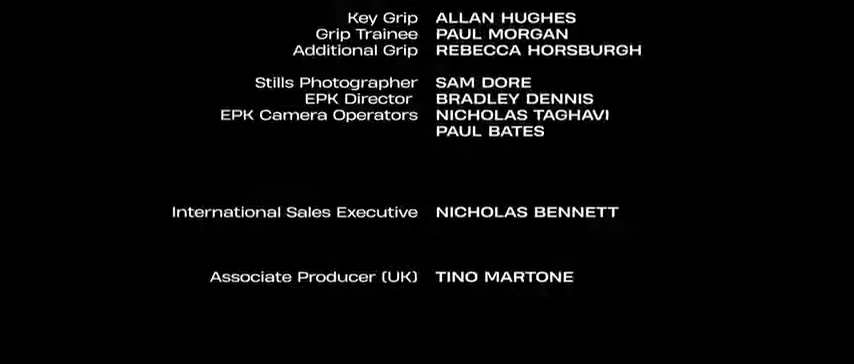 Key Grip ALLAN HUGHES
Grip Trainee PAUL MORGAN
Additional Grip REBECCA HORSBURGH
Stills Photographer SAM DORE
EPK Director BRADLEY DENNIS
EPK Camera Operators NICHOLAS TAGHAVI
PAUL BATES
International Sales Executive NICHOLAS BENNETT
Associate Producer (UK) TINO MARTONE